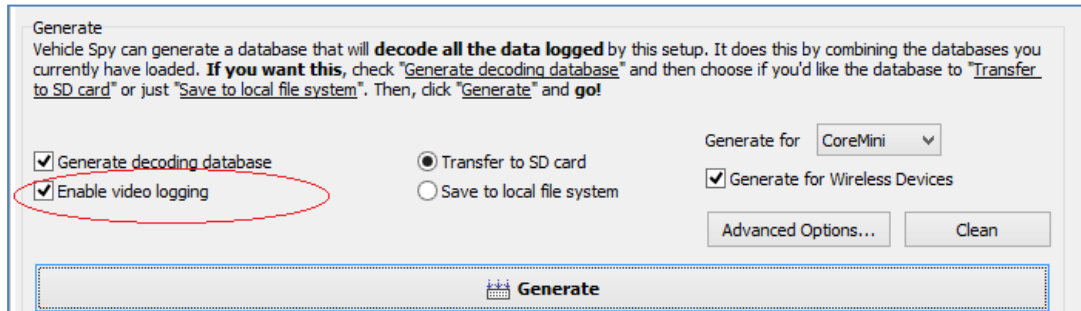 Generate
Vehicle Spy can generate a database that will decode all the data logged by this setup. It does this by combining the databases you
currently have loaded. If you want this, check "Generate decoding database" and then choose if you'd like the database to "Transfer
to SD card" or just "Save to local file system". Then, click "Generate" and go!
Generate for CoreMini
Generate decoding database Transfer to SD card
Enable video logging Save to local file system Generate for Wireless Devices
Advanced Options... Clean
Generate